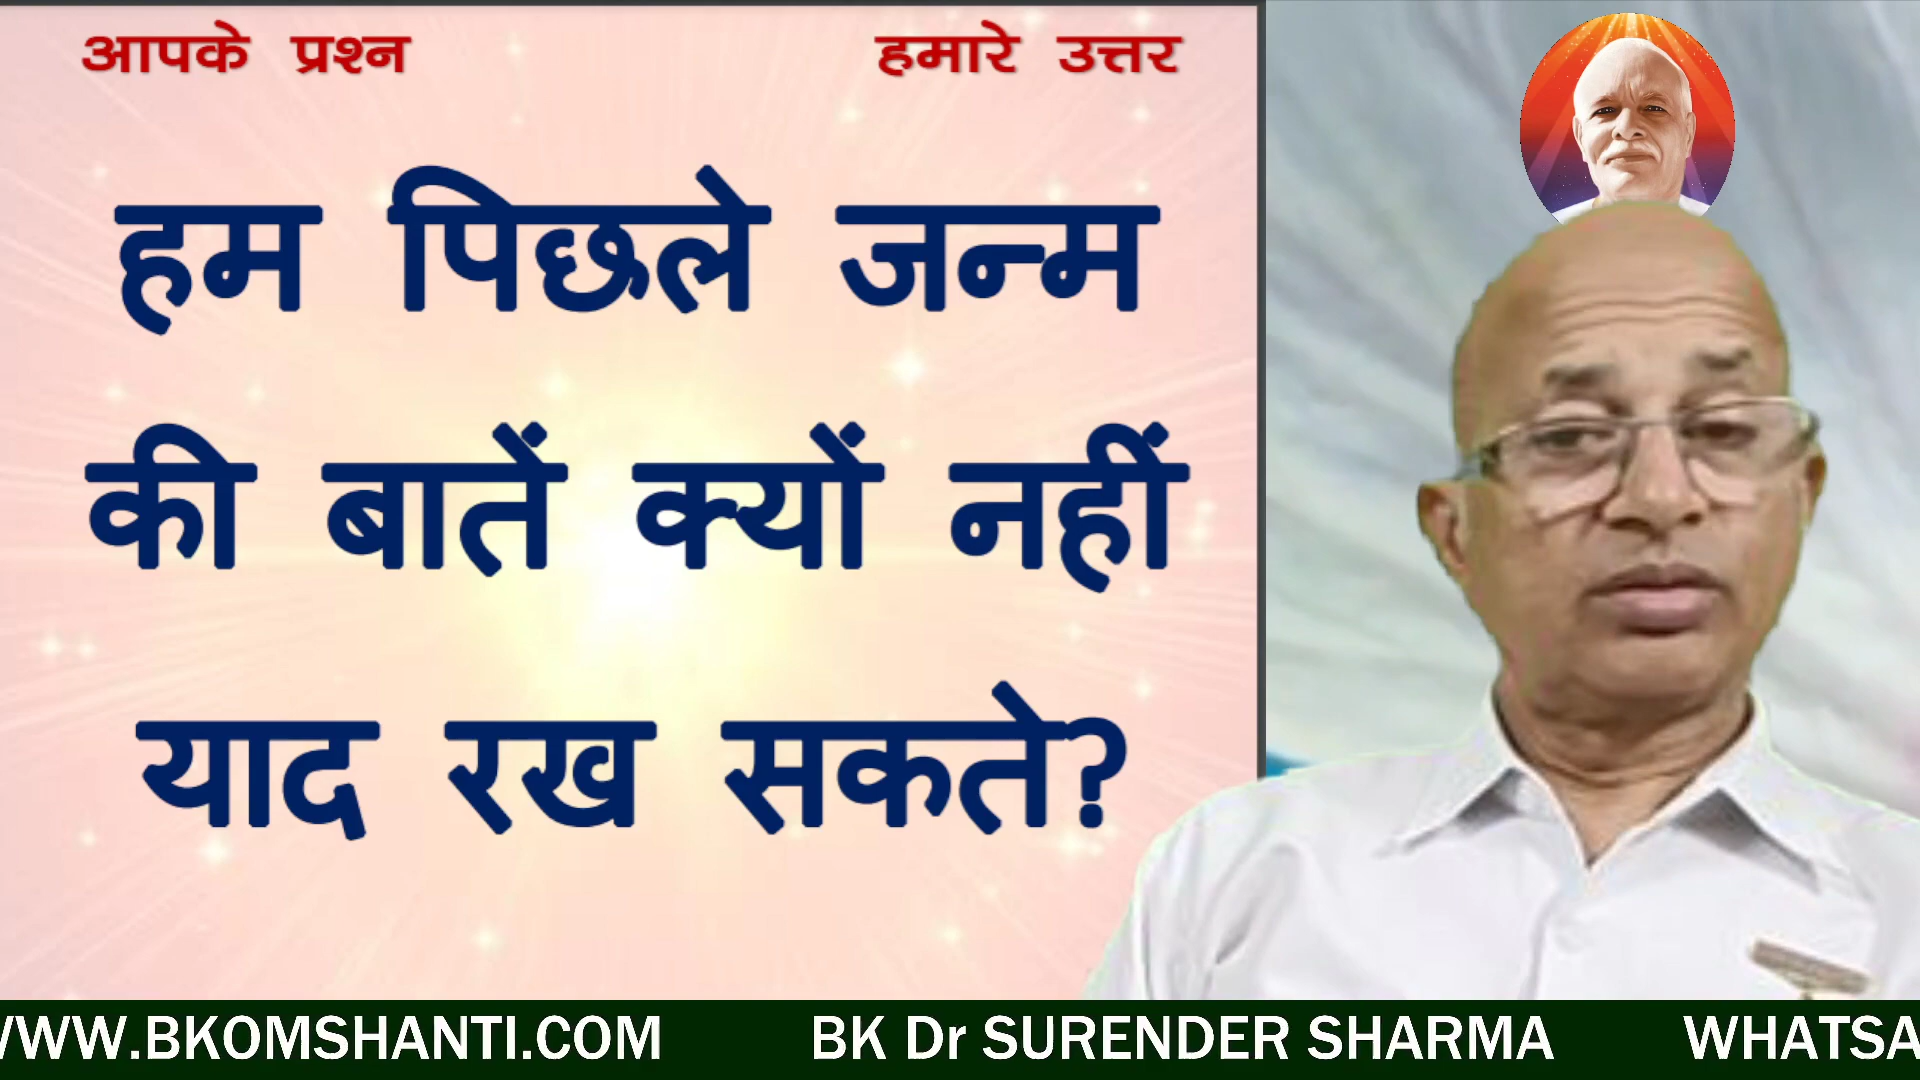 आपके प्रश्न हमारे उत्तर
हम पिछले जन्म
की बातें क्यों नहीं
याद रख सकते?
WWW.BKOMSHANTI.COM BK Dr SURENDER SHARMA WHATSA